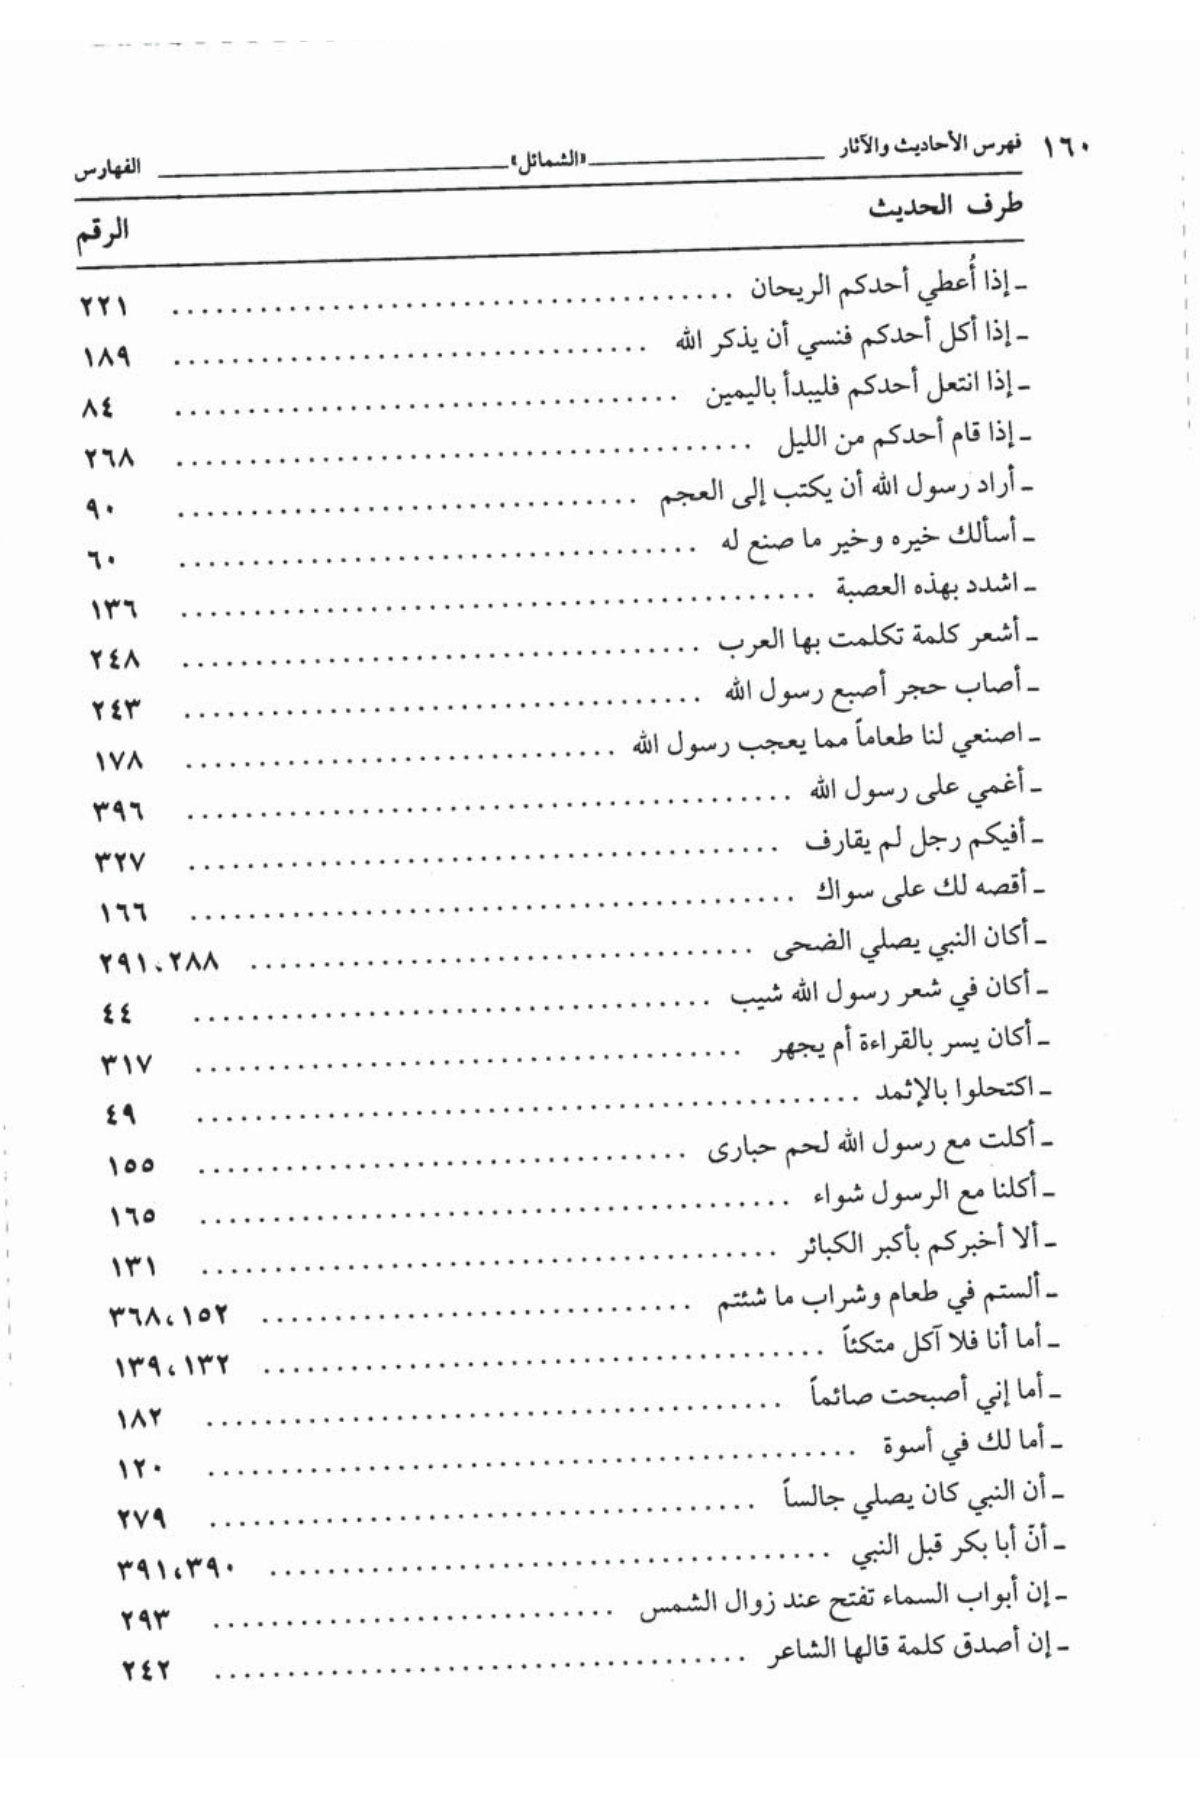 ١٦٠ فهرس الأحاديث والآثار «الشمائل» الفهارس
طرف الحديث الرقم
ـ إذا أُعطي أحدكم الريحان ٢٢١
ـ إذا أكل أحدكم فنسي أن يذكر الله ١٨٩
ـ إذا انتعل أحدكم فليبدأ باليمين ٨٤
ـ إذا قام أحدكم من الليل ٢٦٨
ـ أراد رسول الله أن يكتب إلى العجم ٩٠
ـ أسألك خيره وخير ما صنع له ٦٠
ـ اشدد بهذه العصبة ١٣٦
ـ أشعر كلمة تكلمت بها العرب ٢٤٨
ـ أصاب حجر أصبع رسول الله ٢٤٣
ـ اصنعي لنا طعاماً مما يعجب رسول الله ١٧٨
ـ أغمي على رسول الله ٣٩٦
ـ أفيكم رجل لم يقارف ٣٢٧
ـ أقصه لك على سواك ١٦٦
ـ أكان النبي يصلي الضحى ٢٨٨، ٢٩١
ـ أكان في شعر رسول الله شيب ٤٤
ـ أكان يسر بالقراءة أم يجهر ٣١٧
ـ اكتحلوا بالإثمد ٤٩
ـ أكلت مع رسول الله لحم حبارى ١٥٥
ـ أكلنا مع الرسول شواء ١٦٥
ـ ألا أخبركم بأكبر الكبائر ١٣١
ـ ألستم في طعام وشراب ما شئتم ١٥٢، ٣٦٨
ـ أما أنا فلا آكل متكئاً ١٣٢، ١٣٩
ـ أما إني أصبحت صائماً ١٨٢
ـ أما لك في أسوة ١٢٠
ـ أن النبي كان يصلي جالساً ٢٧٩
ـ أنّ أبا بكر قبل النبي ٣٩٠، ٣٩١
ـ إن أبواب السماء تفتح عند زوال الشمس ٢٩٣
ـ إن أصدق كلمة قالها الشاعر ٢٤٢